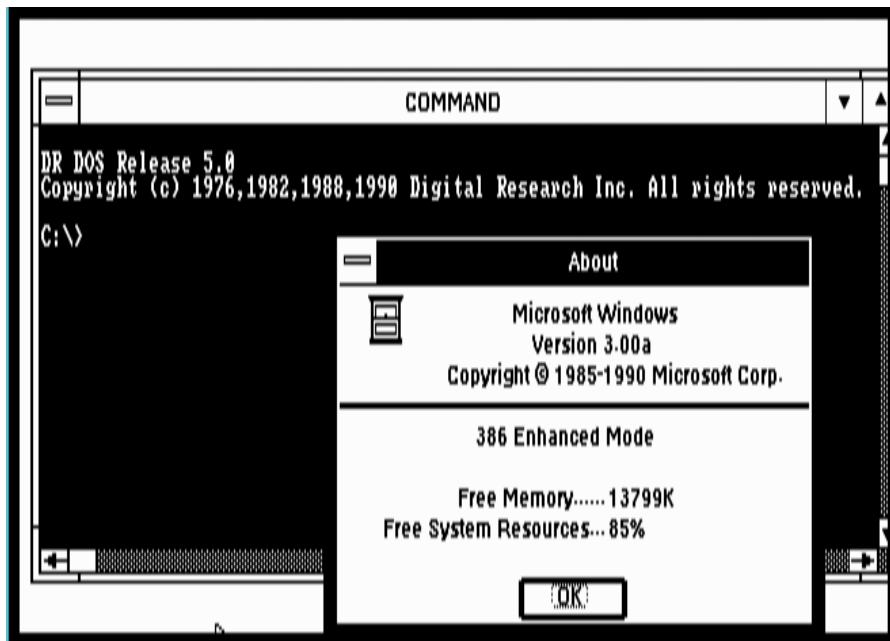 COMMAND
DR DOS Release 5.0
Copyright (c) 1976,1982,1988,1990 Digital Research Inc. All rights reserved.
C:\>
About
Microsoft Windows
Version 3.00a
Copyright © 1985-1990 Microsoft Corp.
386 Enhanced Mode
Free Memory......13799K
Free System Resources...85%
OK